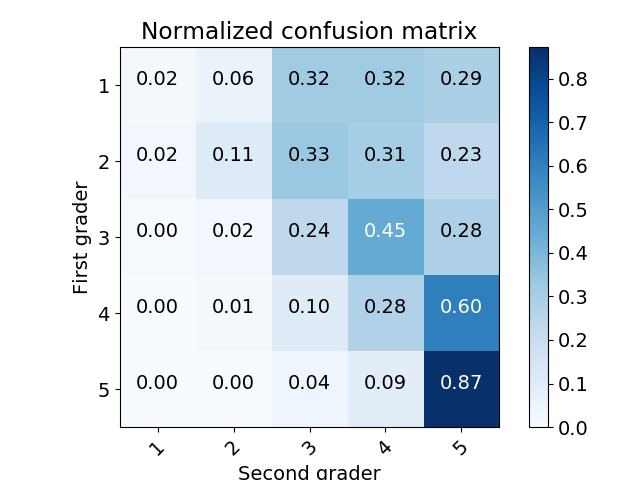 Normalized confusion matrix
First grader
1 0.02 0.06 0.32 0.32 0.29
2 0.02 0.11 0.33 0.31 0.23
3 0.00 0.02 0.24 0.45 0.28
4 0.00 0.01 0.10 0.28 0.60
5 0.00 0.00 0.04 0.09 0.87
1 2 3 4 5
Second grader
0.8
0.7
0.6
0.5
0.4
0.3
0.2
0.1
0.0